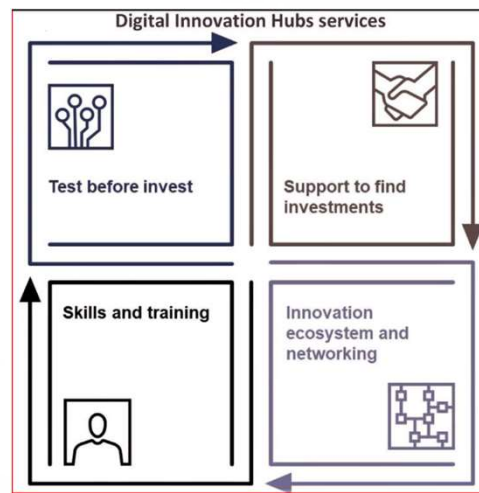 Digital Innovation Hubs services
Test before invest
Support to find
investments
Skills and training
Innovation
ecosystem and
networking